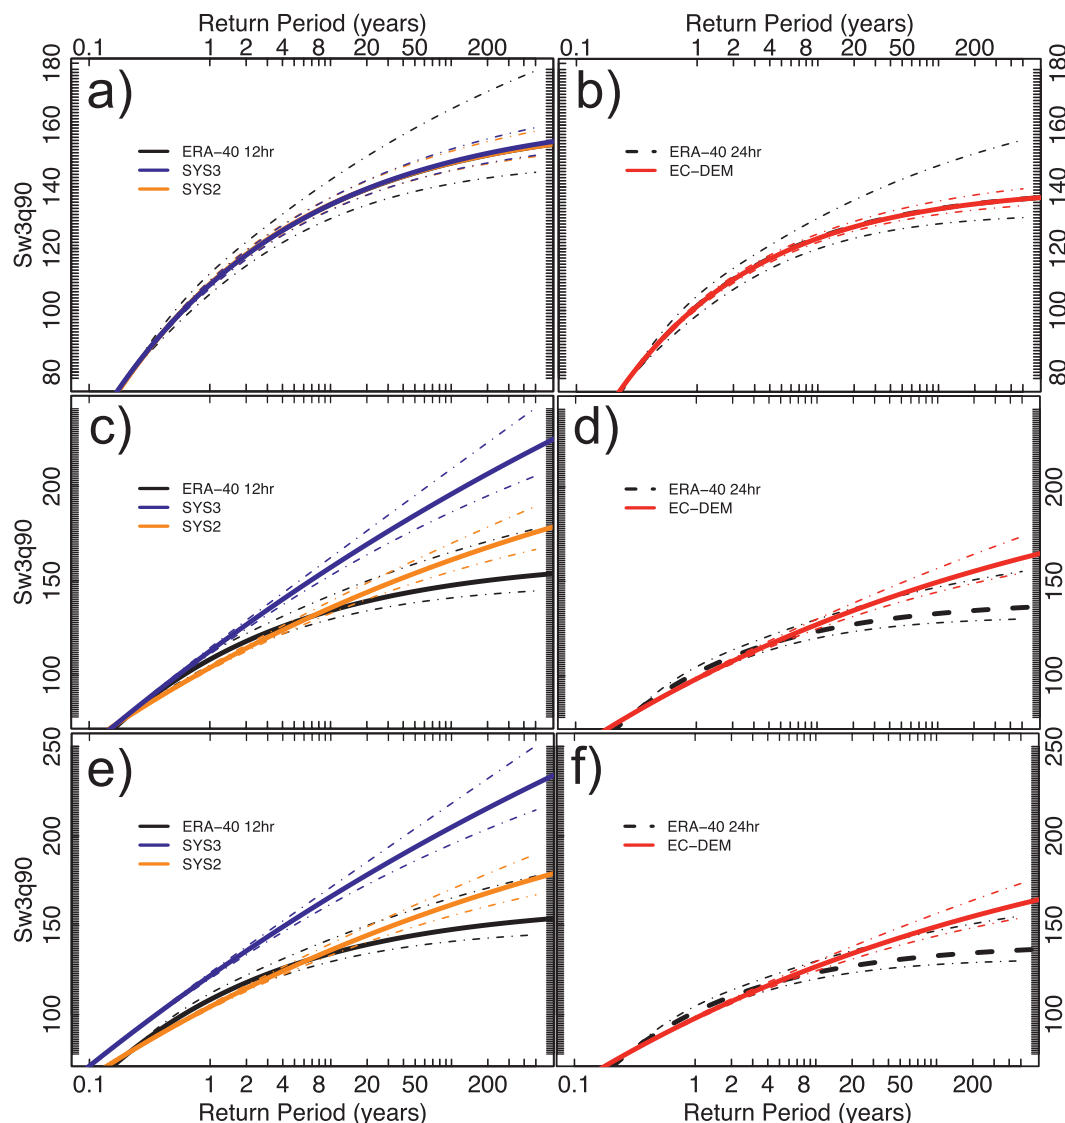 Return Period (years)
Return Period (years)
0.1 1 2 4 8 20 50 200
0.1 1 2 4 8 20 50 200
a)
ERA-40 12hr
SYS3
SYS2
Sw3q90
180
160
140
120
100
80
b)
ERA-40 24hr
EC-DEM
180
160
140
120
100
80
c)
ERA-40 12hr
SYS3
SYS2
Sw3q90
200
150
100
d)
ERA-40 24hr
EC-DEM
200
150
100
e)
ERA-40 12hr
SYS3
SYS2
Sw3q90
250
200
150
100
f)
ERA-40 24hr
EC-DEM
250
200
150
100
0.1 1 2 4 8 20 50 200
0.1 1 2 4 8 20 50 200
Return Period (years)
Return Period (years)